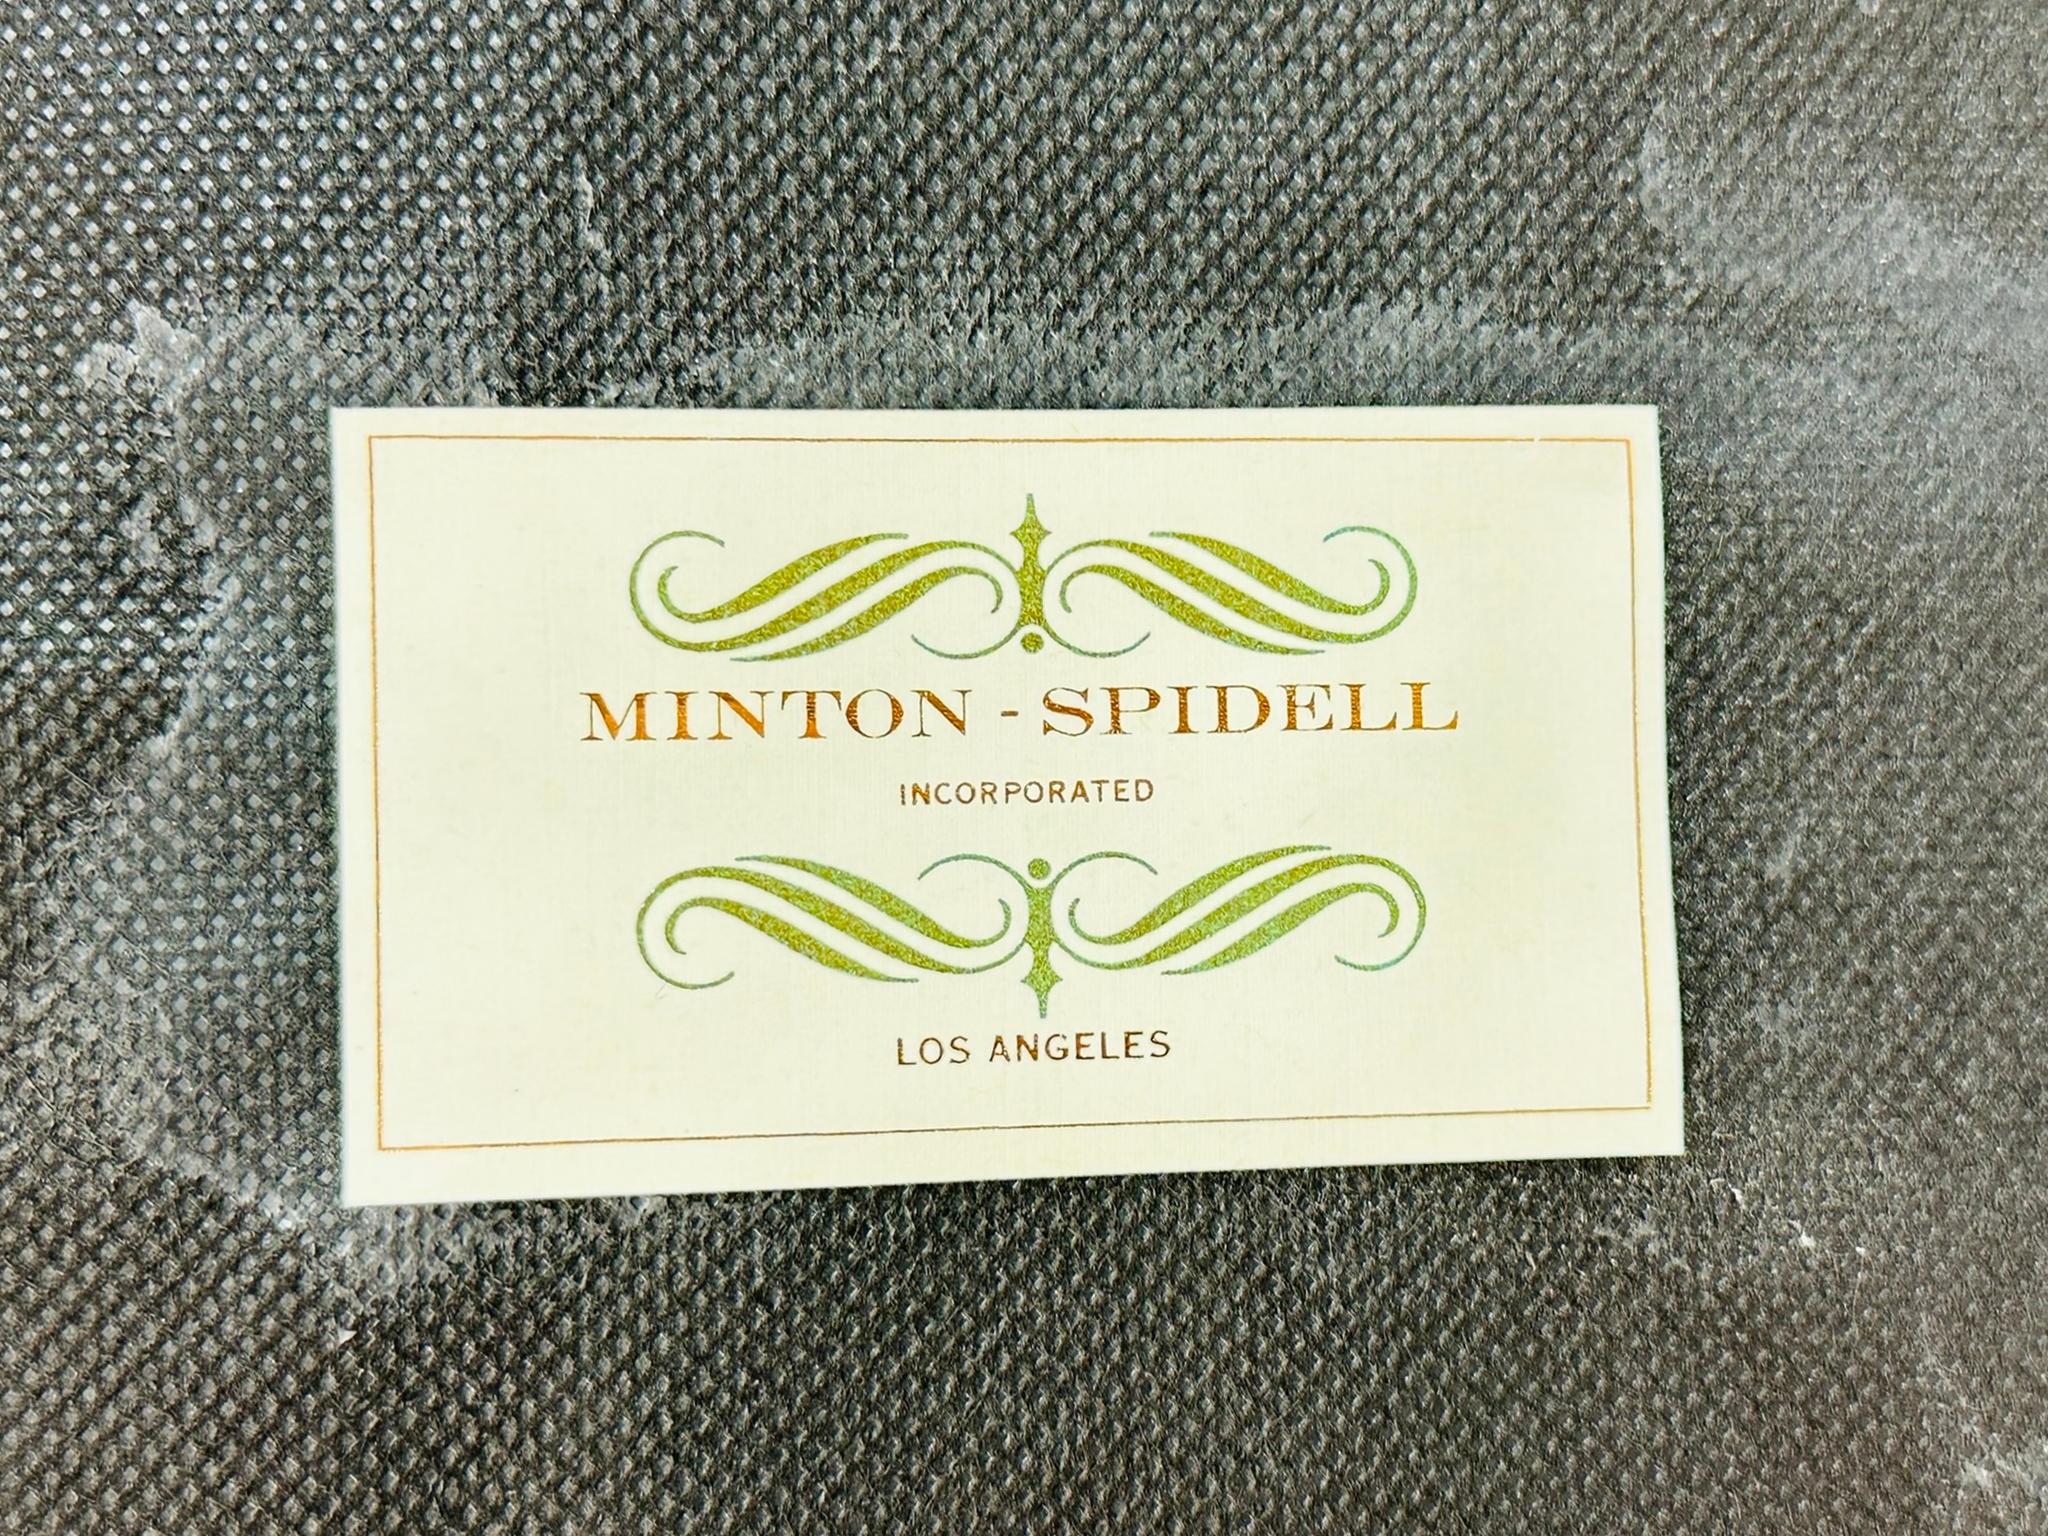 MINTON - SPIDELL
INCORPORATED
LOS ANGELES